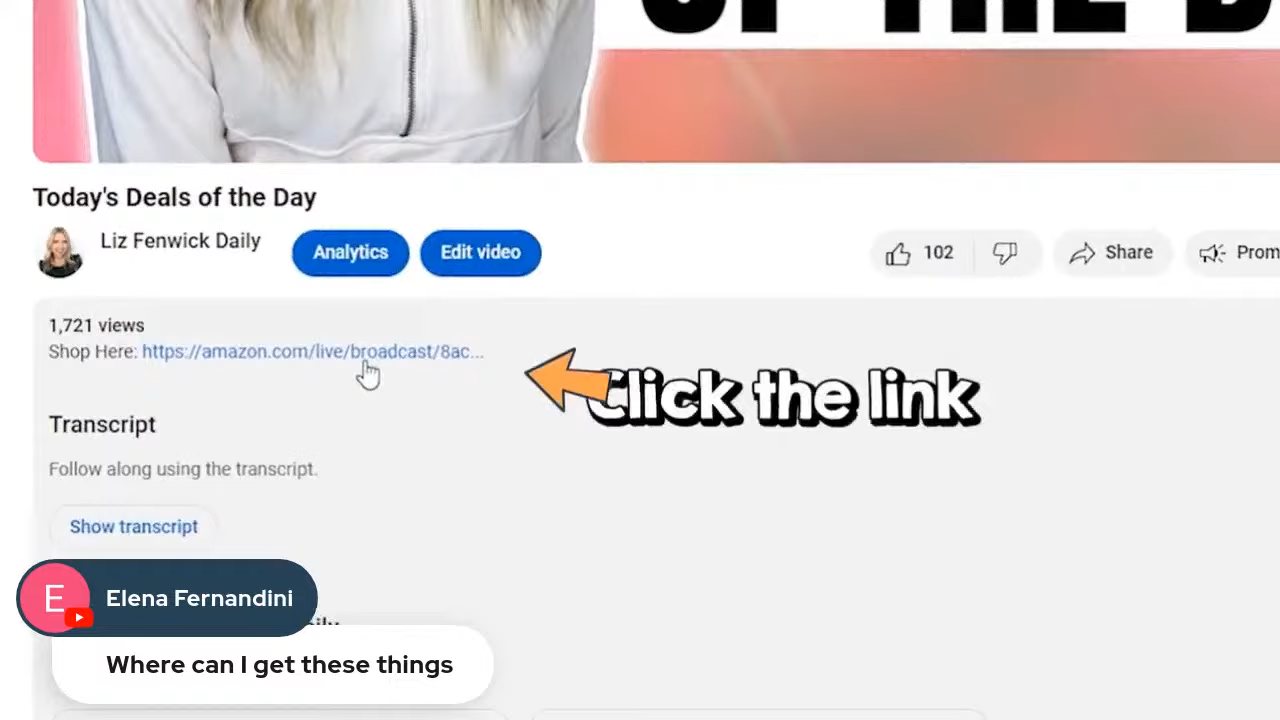 OF THE D
Today's Deals of the Day
Liz Fenwick Daily
Analytics
Edit video
102
Share
Prom
1,721 views
Shop Here: https://amazon.com/live/broadcast/8ac...
Click the link
Transcript
Follow along using the transcript.
Show transcript
E
Elena Fernandini
Where can I get these things